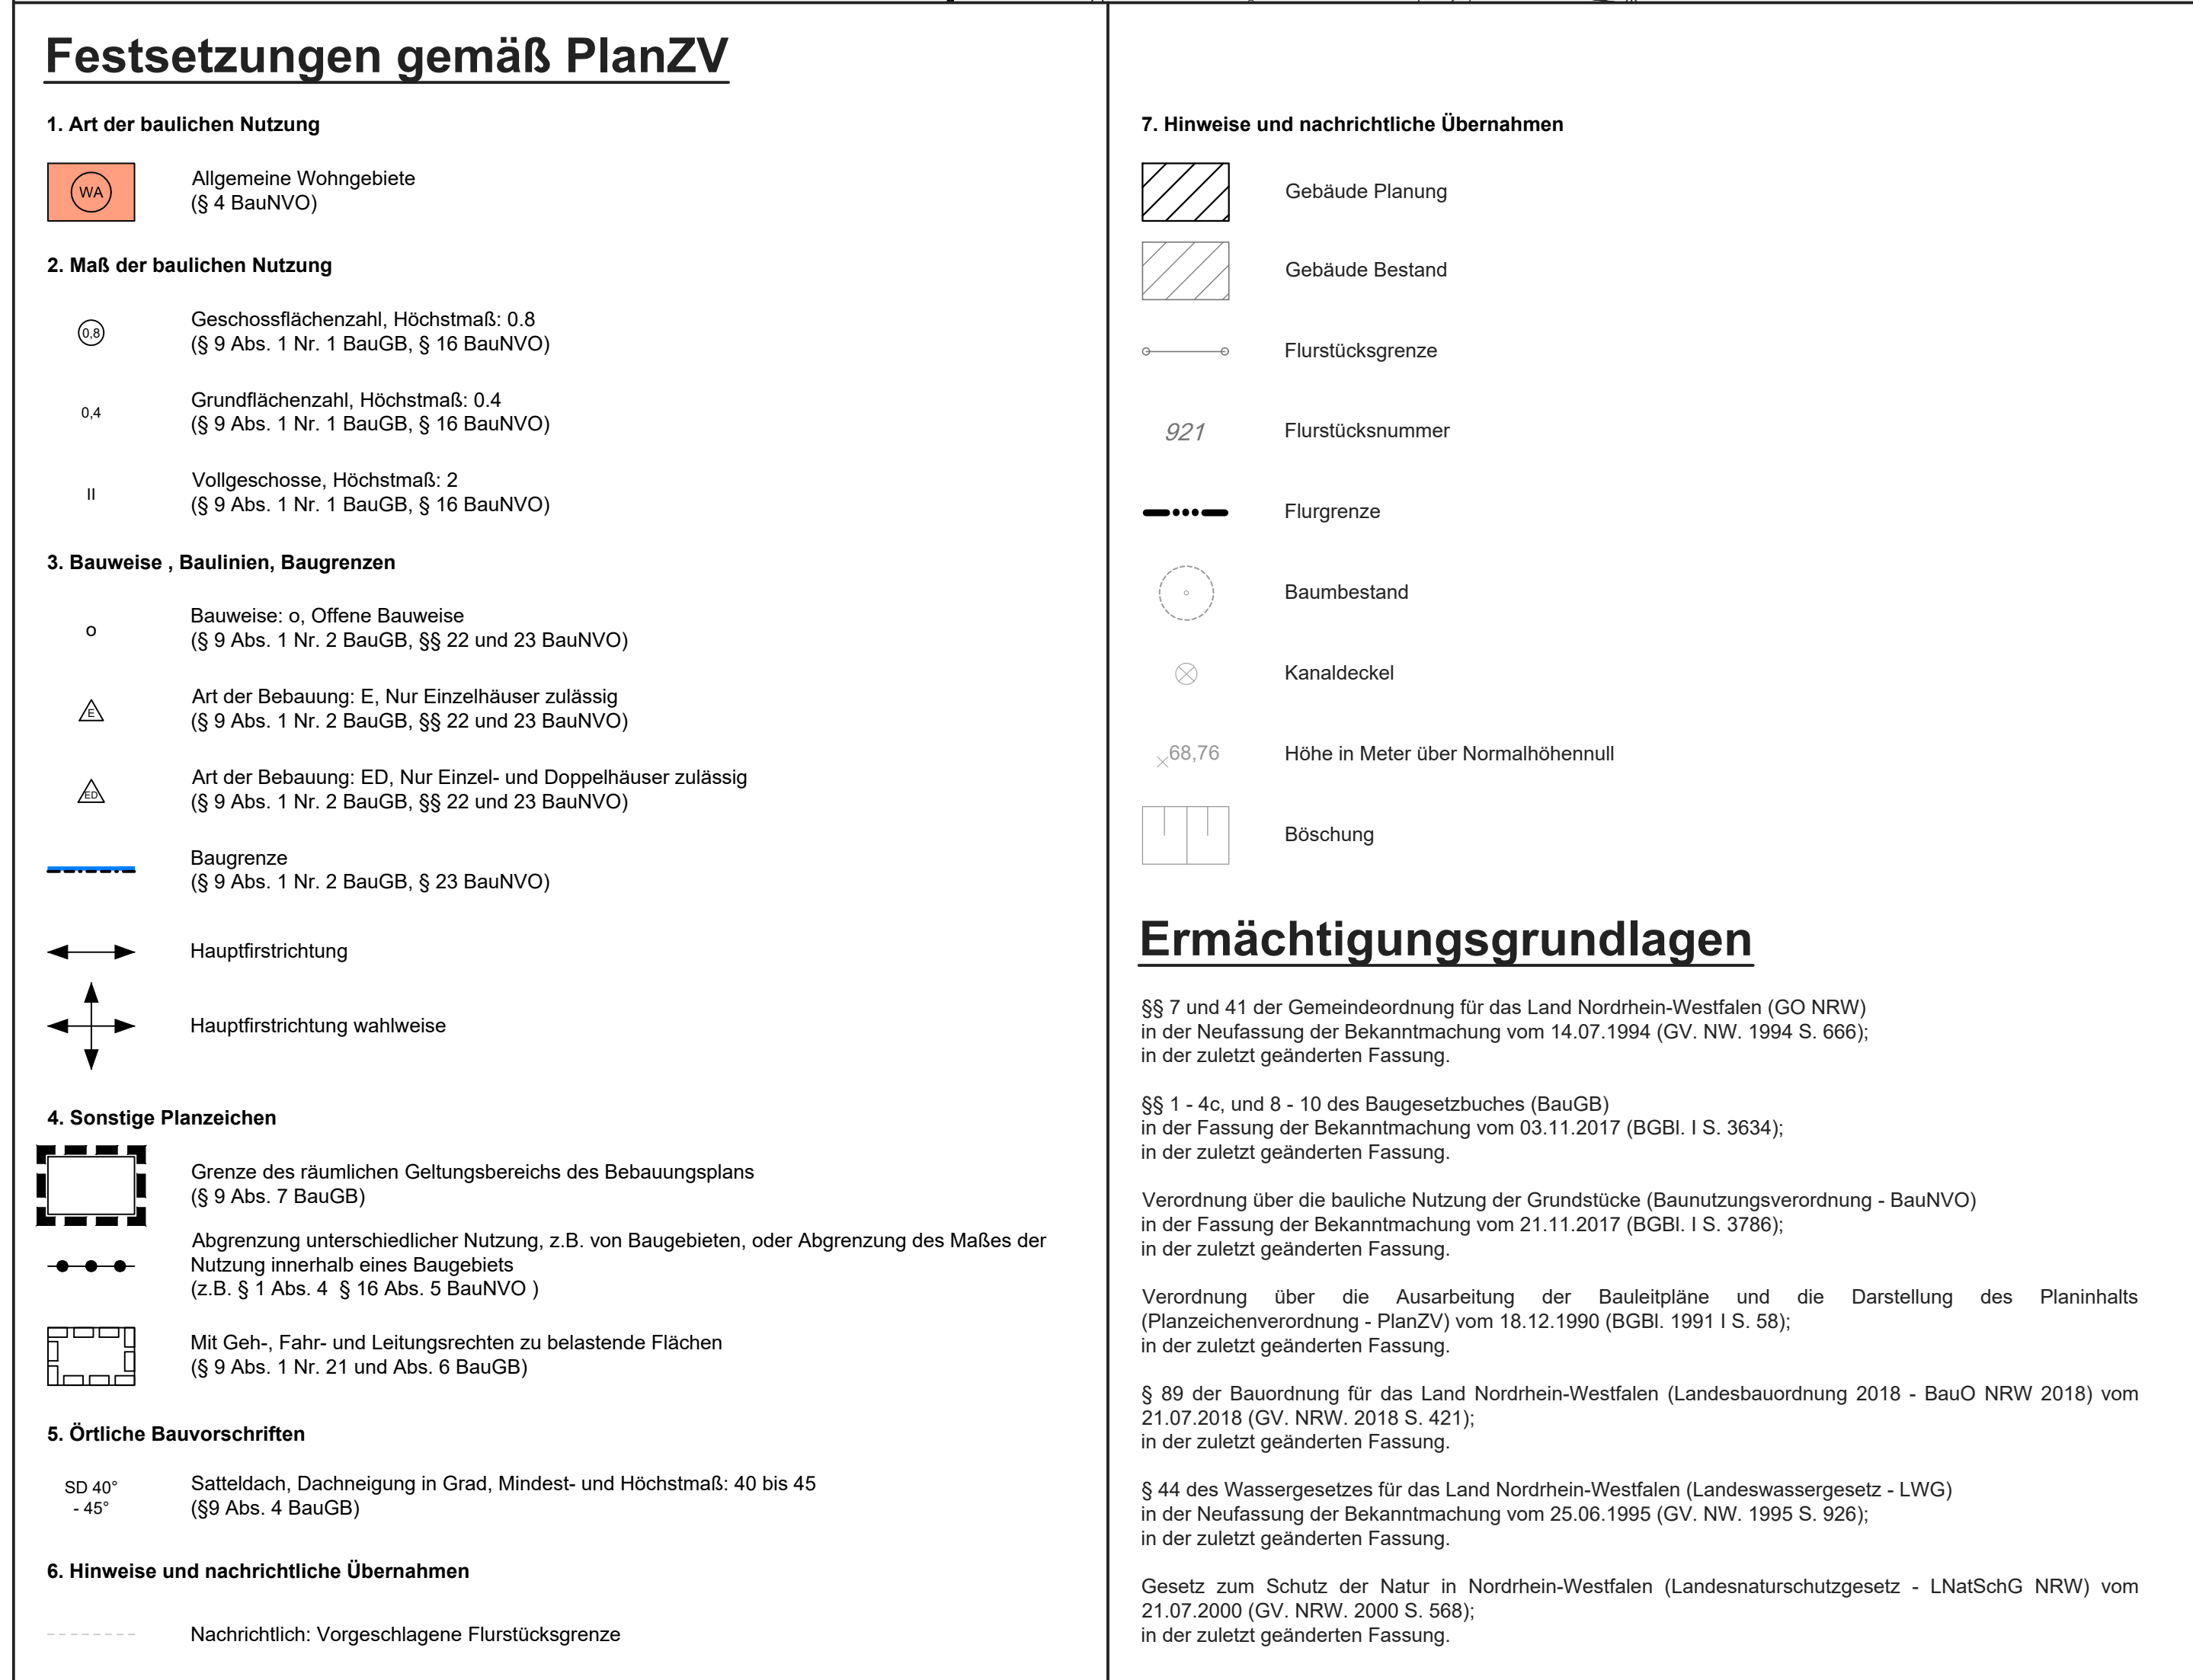 Festsetzungen gemäß PlanZV
1. Art der baulichen Nutzung
WA
Allgemeine Wohngebiete
(§ 4 BauNVO)
2. Maß der baulichen Nutzung
0,8
Geschossflächenzahl, Höchstmaß: 0.8
(§ 9 Abs. 1 Nr. 1 BauGB, § 16 BauNVO)
0,4
Grundflächenzahl, Höchstmaß: 0.4
(§ 9 Abs. 1 Nr. 1 BauGB, § 16 BauNVO)
II
Vollgeschosse, Höchstmaß: 2
(§ 9 Abs. 1 Nr. 1 BauGB, § 16 BauNVO)
3. Bauweise , Baulinien, Baugrenzen
o
Bauweise: o, Offene Bauweise
(§ 9 Abs. 1 Nr. 2 BauGB, §§ 22 und 23 BauNVO)
E
Art der Bebauung: E, Nur Einzelhäuser zulässig
(§ 9 Abs. 1 Nr. 2 BauGB, §§ 22 und 23 BauNVO)
ED
Art der Bebauung: ED, Nur Einzel- und Doppelhäuser zulässig
(§ 9 Abs. 1 Nr. 2 BauGB, §§ 22 und 23 BauNVO)
Baugrenze
(§ 9 Abs. 1 Nr. 2 BauGB, § 23 BauNVO)
Hauptfirstrichtung
Hauptfirstrichtung wahlweise
4. Sonstige Planzeichen
Grenze des räumlichen Geltungsbereichs des Bebauungsplans
(§ 9 Abs. 7 BauGB)
Abgrenzung unterschiedlicher Nutzung, z.B. von Baugebieten, oder Abgrenzung des Maßes der
Nutzung innerhalb eines Baugebiets
(z.B. § 1 Abs. 4  § 16 Abs. 5 BauNVO )
Mit Geh-, Fahr- und Leitungsrechten zu belastende Flächen
(§ 9 Abs. 1 Nr. 21 und Abs. 6 BauGB)
5. Örtliche Bauvorschriften
SD 40°
- 45°
Satteldach, Dachneigung in Grad, Mindest- und Höchstmaß: 40 bis 45
(§9 Abs. 4 BauGB)
6. Hinweise und nachrichtliche Übernahmen
Nachrichtlich: Vorgeschlagene Flurstücksgrenze
7. Hinweise und nachrichtliche Übernahmen
Gebäude Planung
Gebäude Bestand
Flurstücksgrenze
921
Flurstücksnummer
Flurgrenze
Baumbestand
Kanaldeckel
68,76
Höhe in Meter über Normalhöhennull
Böschung
Ermächtigungsgrundlagen
§§ 7 und 41 der Gemeindeordnung für das Land Nordrhein-Westfalen (GO NRW)
in der Neufassung der Bekanntmachung vom 14.07.1994 (GV. NW. 1994 S. 666);
in der zuletzt geänderten Fassung.
§§ 1 - 4c, und 8 - 10 des Baugesetzbuches (BauGB)
in der Fassung der Bekanntmachung vom 03.11.2017 (BGBl. I S. 3634);
in der zuletzt geänderten Fassung.
Verordnung über die bauliche Nutzung der Grundstücke (Baunutzungsverordnung - BauNVO)
in der Fassung der Bekanntmachung vom 21.11.2017 (BGBl. I S. 3786);
in der zuletzt geänderten Fassung.
Verordnung über die Ausarbeitung der Bauleitpläne und die Darstellung des Planinhalts
(Planzeichenverordnung - PlanZV) vom 18.12.1990 (BGBl. 1991 I S. 58);
in der zuletzt geänderten Fassung.
§ 89 der Bauordnung für das Land Nordrhein-Westfalen (Landesbauordnung 2018 - BauO NRW 2018) vom
21.07.2018 (GV. NRW. 2018 S. 421);
in der zuletzt geänderten Fassung.
§ 44 des Wassergesetzes für das Land Nordrhein-Westfalen (Landeswassergesetz - LWG)
in der Neufassung der Bekanntmachung vom 25.06.1995 (GV. NW. 1995 S. 926);
in der zuletzt geänderten Fassung.
Gesetz zum Schutz der Natur in Nordrhein-Westfalen (Landesnaturschutzgesetz - LNatSchG NRW) vom
21.07.2000 (GV. NRW. 2000 S. 568);
in der zuletzt geänderten Fassung.